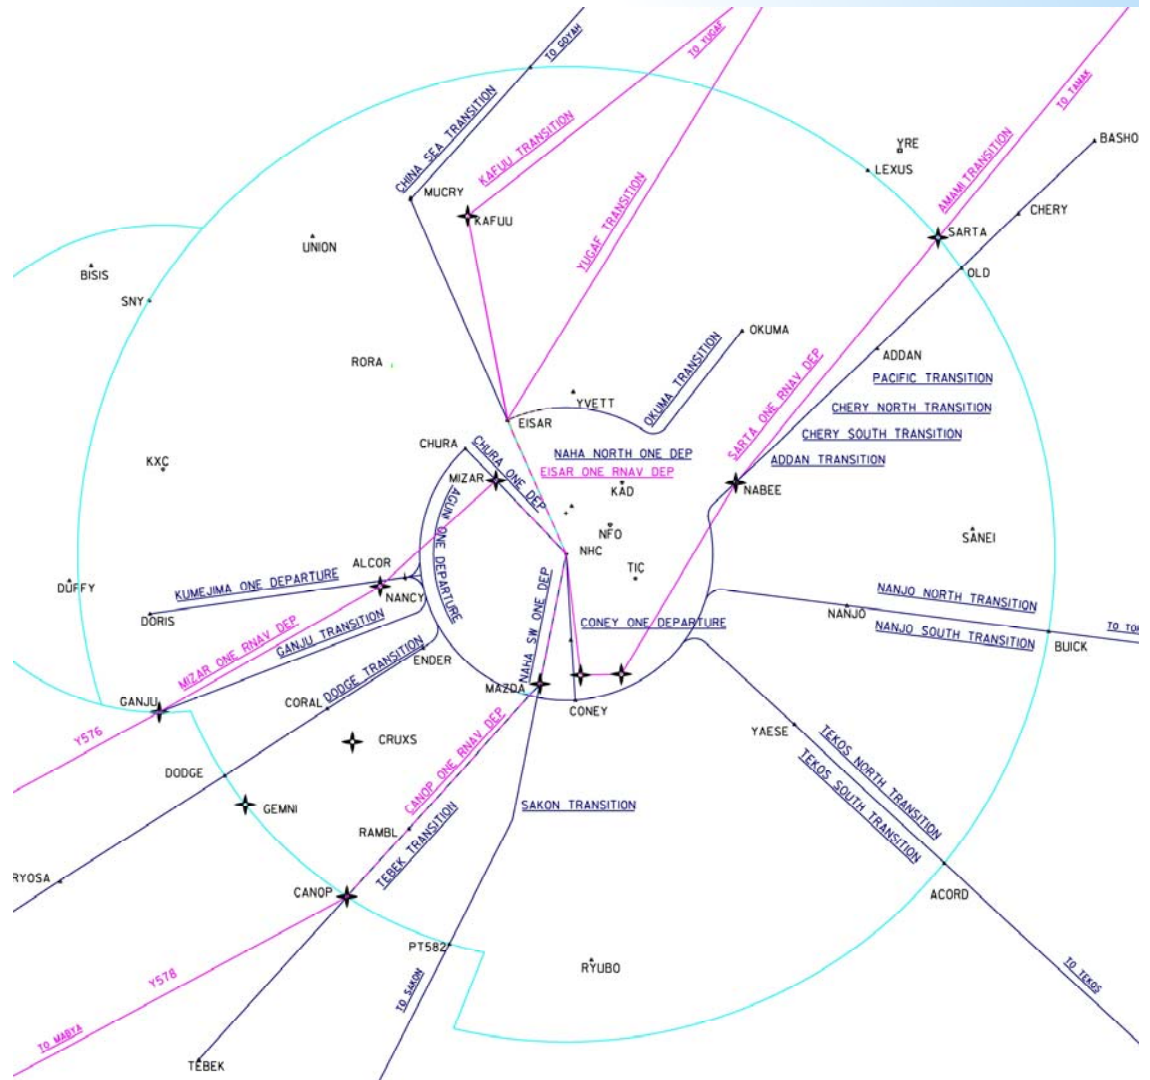 TO GOYAH
TO YUGAF
TO TAMAK
CHINA SEA TRANSITION
KAFUU TRANSITION
YRE
BASHO
LEXUS
MUCRY
AMAMI TRANSITION
KAFUU
CHERY
YUGAF TRANSITION
SARTA
UNION
BISIS
OLD
SNY
OKUMA
RORA
ADDAN
OKUMA TRANSITION
SARTA ONE RNAV DEP
PACIFIC TRANSITION
YVETT
CHERY NORTH TRANSITION
EISAR
CHURA
CHERY SOUTH TRANSITION
NAHA NORTH ONE DEP
ADDAN TRANSITION
KXC
CHURA ONE DEP
EISAR ONE RNAV DEP
MIZAR
KAD
NABEE
AGUNI ONE DEPARTURE
NFO
SANEI
NHC
ALCOR
TIC
KUMEJIMA ONE DEPARTURE
DUFFY
NANCY
NANJO NORTH TRANSITION
DORIS
NANJO
NAHA SW ONE DEP
CONEY ONE DEPARTURE
NANJO SOUTH TRANSITION
MIZAR ONE RNAV DEP
GANJU TRANSITION
BUICK
ENDER
DODGE TRANSITION
MAZDA
GANJU
CORAL
CONEY
Y576
CRUXS
YAESE
CANOP ONE RNAV DEP
TEKOS NORTH TRANSITION
DODGE
TEKOS SOUTH TRANSITION
GEMNI
SAKON TRANSITION
RAMBL
TEBEK TRANSITION
RYOSA
CANOP
ACORD
PT582
RYUBO
Y578
TO SAKON
TO TEKOS
TO MABYA
TEBEK